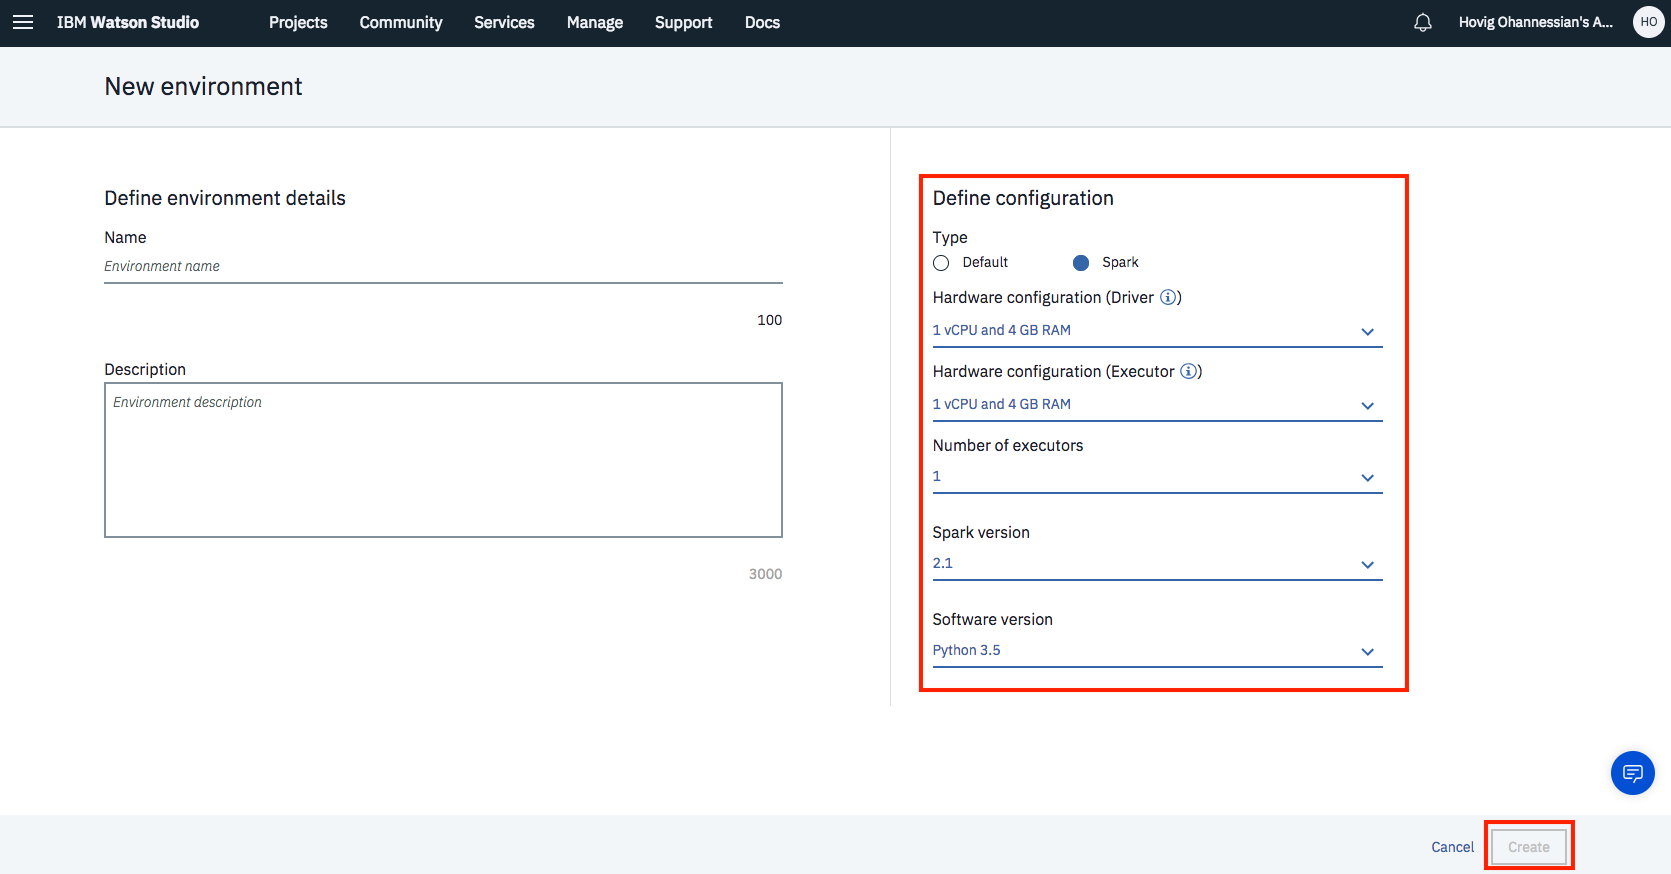 IBM Watson Studio Projects Community Services Manage Support Docs Hovig Ohannessian's A... HO
New environment
Define environment details
Name
Environment name
100
Description
Environment description
3000
Define configuration
Type
Default Spark
Hardware configuration (Driver i)
1 vCPU and 4 GB RAM
Hardware configuration (Executor i)
1 vCPU and 4 GB RAM
Number of executors
1
Spark version
2.1
Software version
Python 3.5
Cancel Create